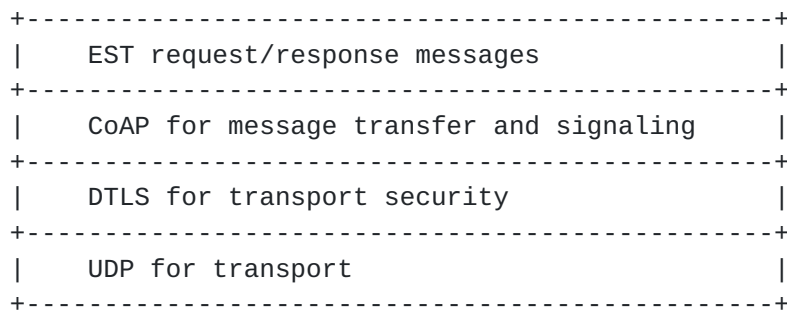 +------------------------------------------------+
|    EST request/response messages               |
+------------------------------------------------+
|    CoAP for message transfer and signaling     |
+------------------------------------------------+
|    DTLS for transport security                 |
+------------------------------------------------+
|    UDP for transport                           |
+------------------------------------------------+